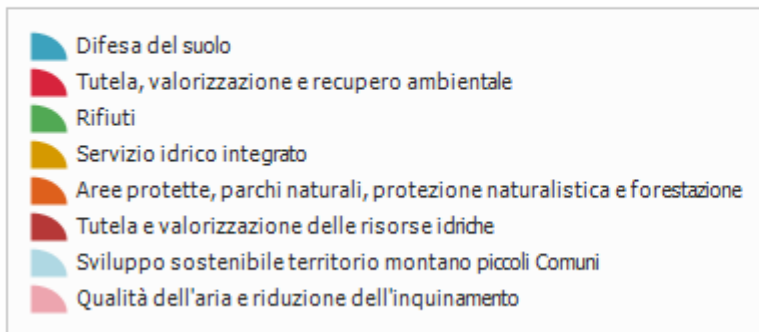 Difesa del suolo
Tutela, valorizzazione e recupero ambientale
Rifiuti
Servizio idrico integrato
Aree protette, parchi naturali, protezione naturalistica e forestazione
Tutela e valorizzazione delle risorse idriche
Sviluppo sostenibile territorio montano piccoli Comuni
Qualità dell'aria e riduzione dell'inquinamento